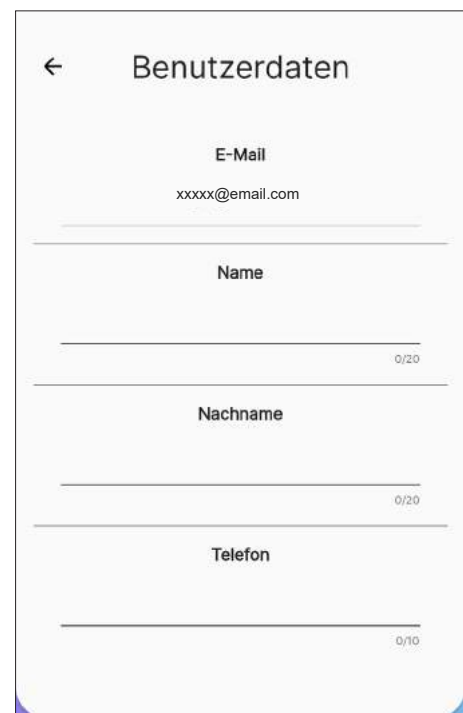 Benutzerdaten
E-Mail
xxxxx@email.com
Name
0/20
Nachname
0/20
Telefon
0/10